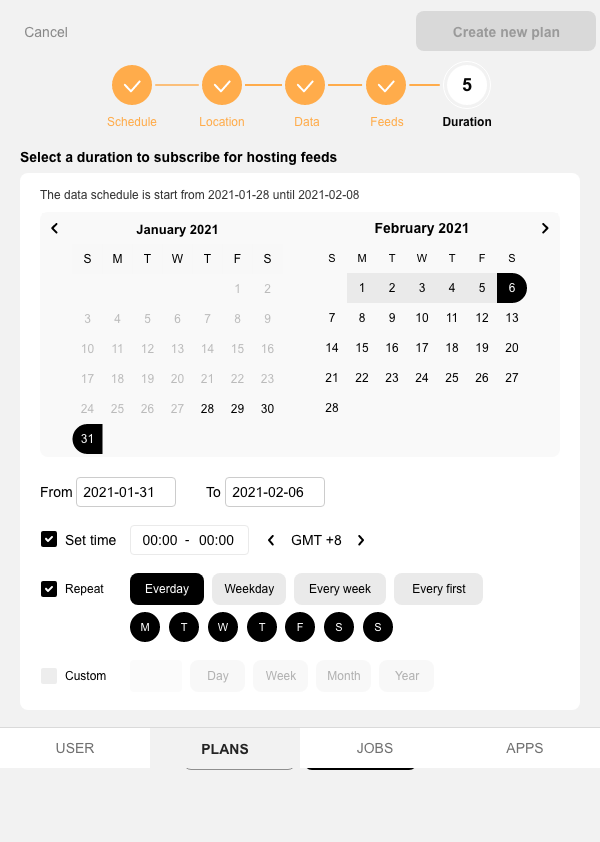 Cancel
Create new plan
5
Schedule
Location
Data
Feeds
Duration
Select a duration to subscribe for hosting feeds
The data schedule is start from 2021-01-28 until 2021-02-08
January 2021
S M T W T F S
1 2
3 4 5 6 7 8 9
10 11 12 13 14 15 16
17 18 19 20 21 22 23
24 25 26 27 28 29 30
31
February 2021
S M T W T F S
1 2 3 4 5 6
7 8 9 10 11 12 13
14 15 16 17 18 19 20
21 22 23 24 25 26 27
28
From 2021-01-31 To 2021-02-06
Set time 00:00 - 00:00 GMT +8
Repeat Everday Weekday Every week Every first
M T W T F S S
Custom Day Week Month Year
USER PLANS JOBS APPS